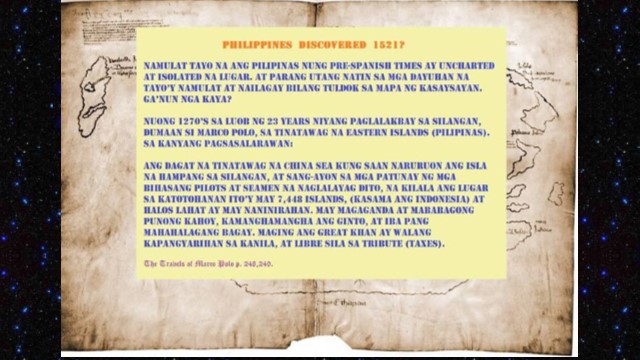 PHILIPPINES DISCOVERED 1521?
NAMULAT TAYO NA ANG PILIPINAS NUNG PRE-SPANISH TIMES AY UNCHARTED
AT ISOLATED NA LUGAR. AT PARANG UTANG NATIN SA MGA DAYUHAN NA
TAYO'Y NAMULAT AT NAILAGAY BILANG TULDOK SA MAPA NG KASAYSAYAN.
GA'NUN NGA KAYA?
NUONG 1270'S SA LUOB NG 23 YEARS NIYANG PAGLALAKBAY SA SILANGAN,
DUMAAN SI MARCO POLO, SA TINATAWAG NA EASTERN ISLANDS (PILIPINAS).
SA KANYANG PAGSASALARAWAN:
ANG DAGAT NA TINATAWAG NA CHINA SEA KUNG SAAN NARUROON ANG ISLA
NA HAMPANG SA SILANGAN, AT SANG-AYON SA MGA PATUNAY NG MGA
BIHASANG PILOTS AT SEAMEN NA NAGLALAYAG DITO, NA KILALA ANG LUGAR
SA KATOTOHANAN ITO'Y MAY 7,448 ISLANDS, (KASAMA ANG INDONESIA) AT
HALOS LAHAT AY MAY NANINIRAHAN. MAY MAGAGANDA AT MABABANGONG
PUNONG KAHOY, KAMANGHAMANGHA ANG GINTO, AT IBA PANG
MAHAHALAGANG BAGAY. MAGING ANG GREAT KHAN AY WALANG
KAPANGYARIHAN SA KANILA, AT LIBRE SILA SA TRIBUTE (TAXES).
The Travels of Marco Polo p. 248,249.